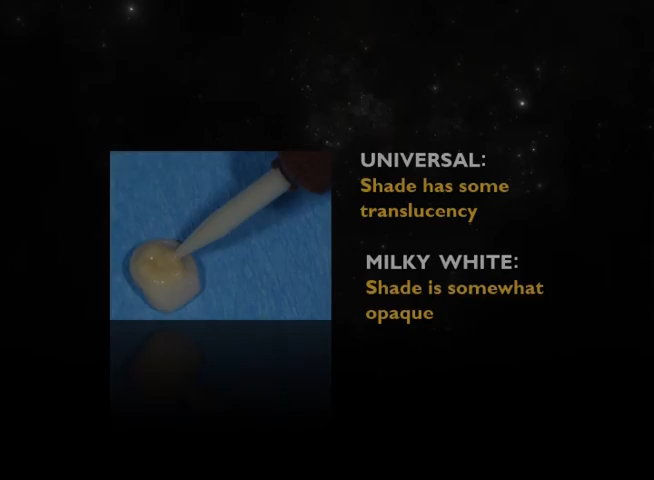 UNIVERSAL:
Shade has some
translucency
MILKY WHITE:
Shade is somewhat
opaque